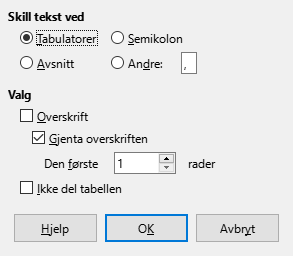 Skill tekst ved
Tabulatorer Semikolon
Avsnitt Andre: ,
Valg
Overskrift
Gjenta overskriften
Den første 1 rader
Ikke del tabellen
Hjelp OK Avbryt